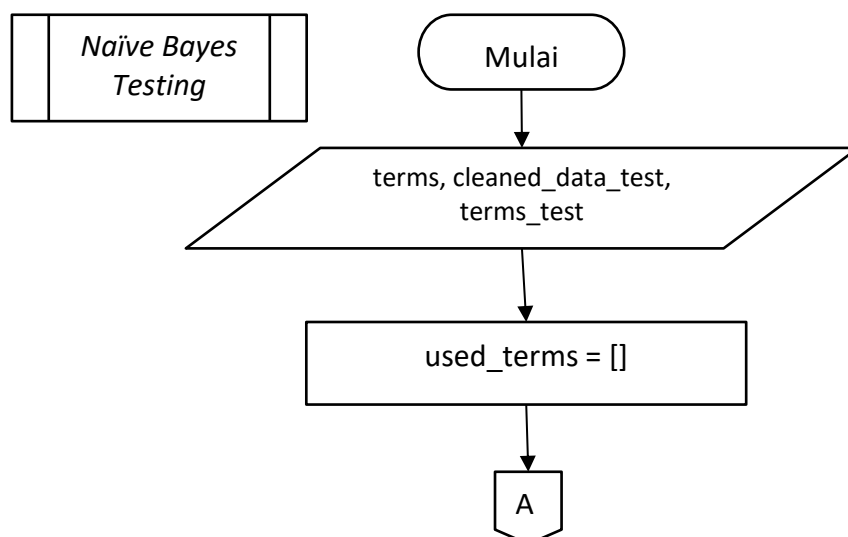 Naïve Bayes
Testing
Mulai
terms, cleaned_data_test,
terms_test
used_terms = []
A